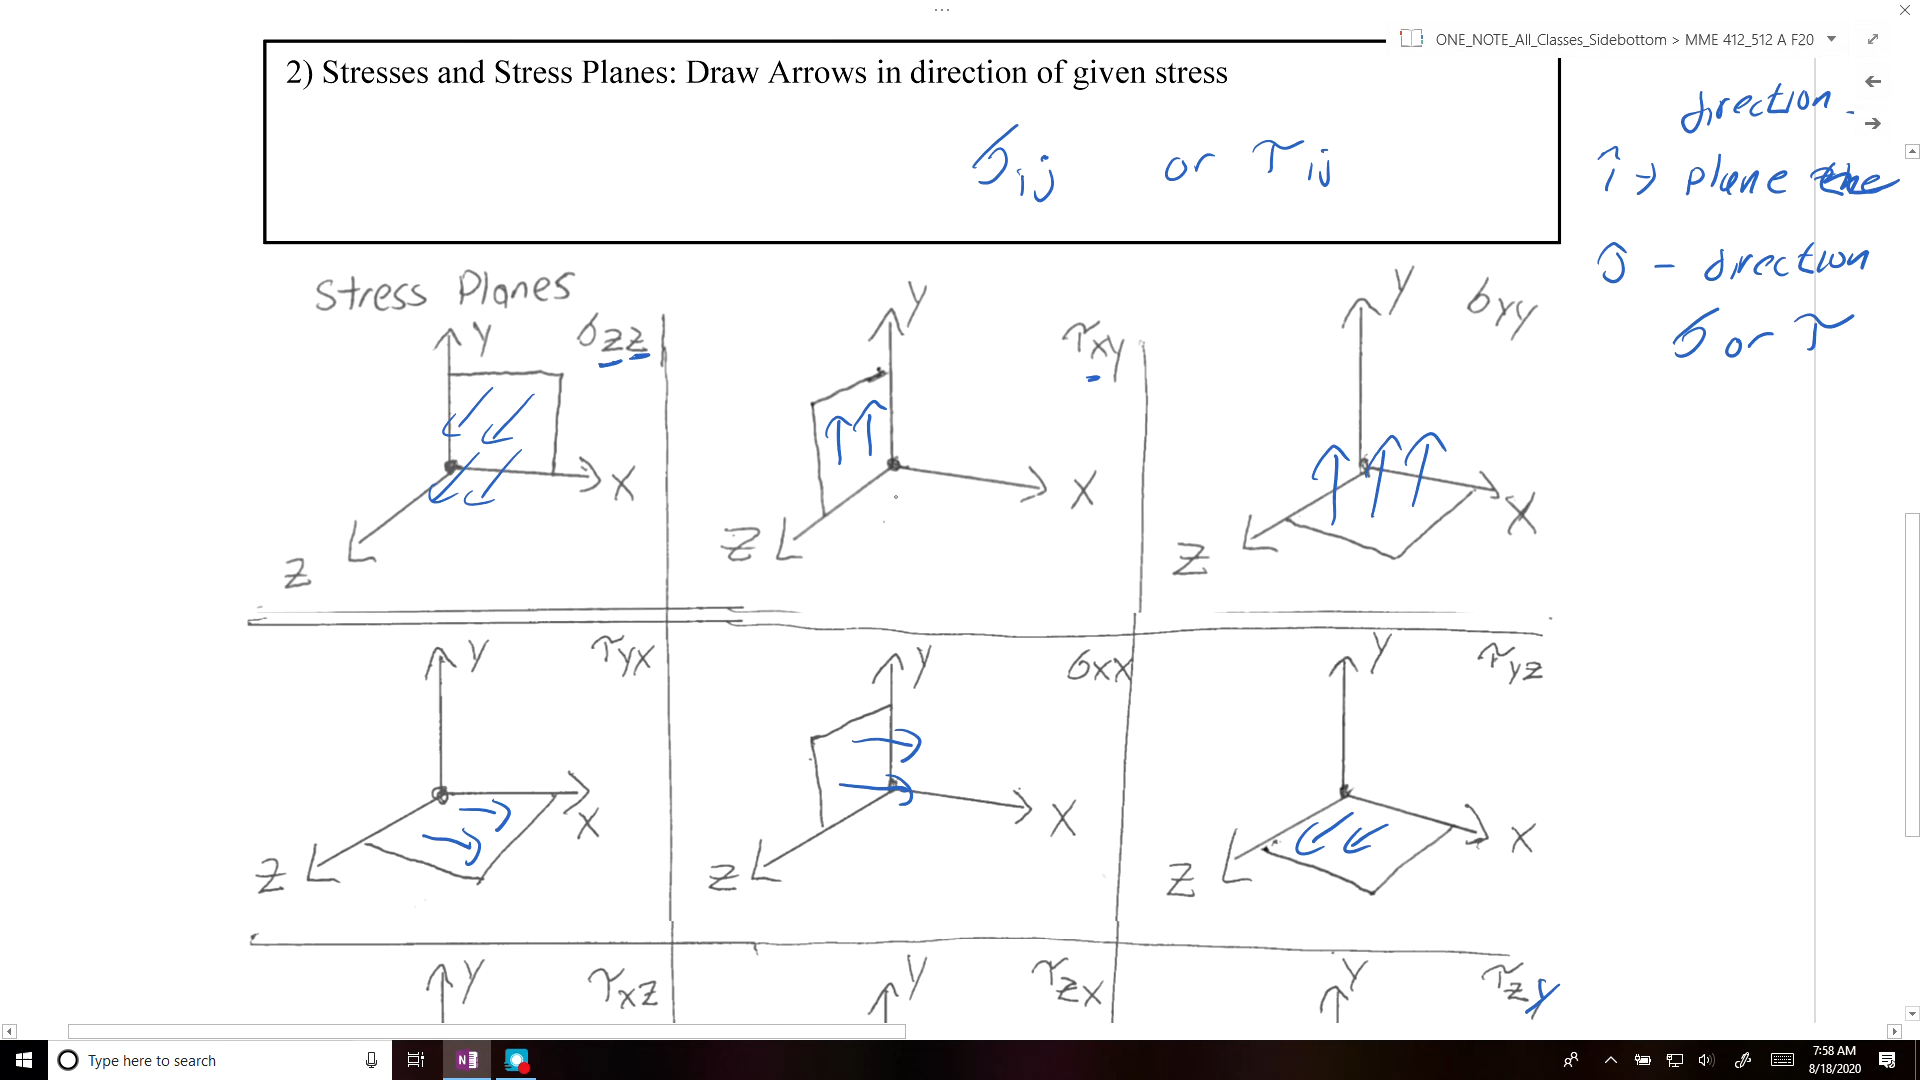 ONE_NOTE_All_Classes_Sidebottom > MME 412_512 A F20
2) Stresses and Stress Planes: Draw Arrows in direction of given stress
σij or τij
direction.
î → plane
ĵ - direction
σ or τ
Stress Planes
Y σzz
X
Z
Y τxy
X
Z
Y σyy
X
Z
Y τyx
X
Z
Y σxx
X
Z
Y τyz
X
Z
Y τxz
Y τzx
Y τzy
Type here to search
7:58 AM
8/18/2020